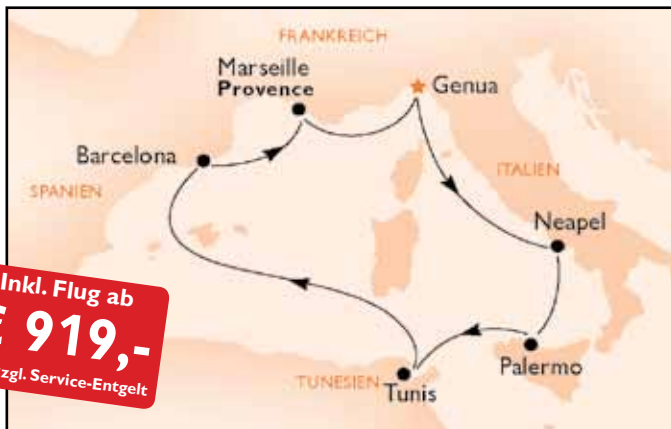 FRANKREICH
Marseille
Provence
Genua
Barcelona
SPANIEN
ITALIEN
Neapel
Inkl. Flug ab
€ 919,-
zgl. Service-Entgelt
TUNESIEN
Tunis
Palermo